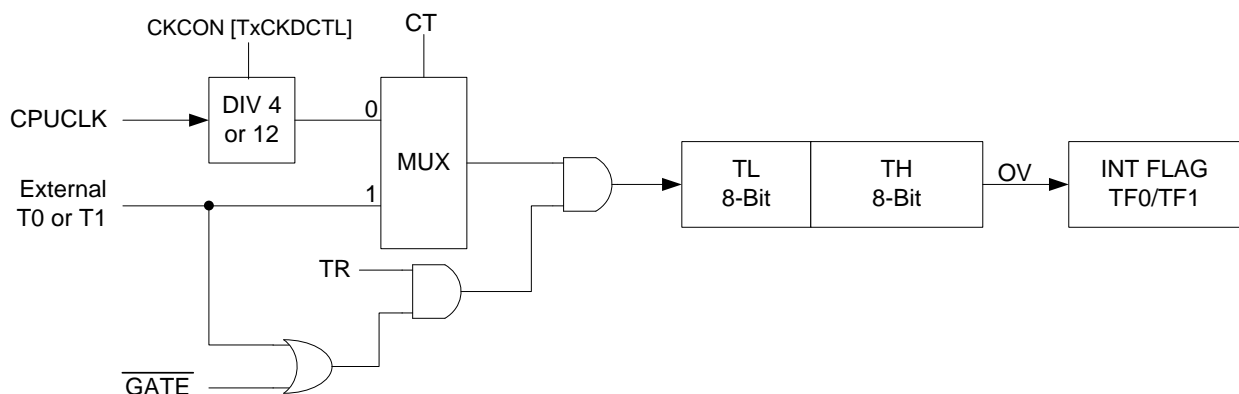 CKCON [TxCKDCTL]
CT
CPUCLK
DIV 4
or 12
0
MUX
External
T0 or T1
1
TL
8-Bit
TH
8-Bit
OV
INT FLAG
TF0/TF1
TR
GATE